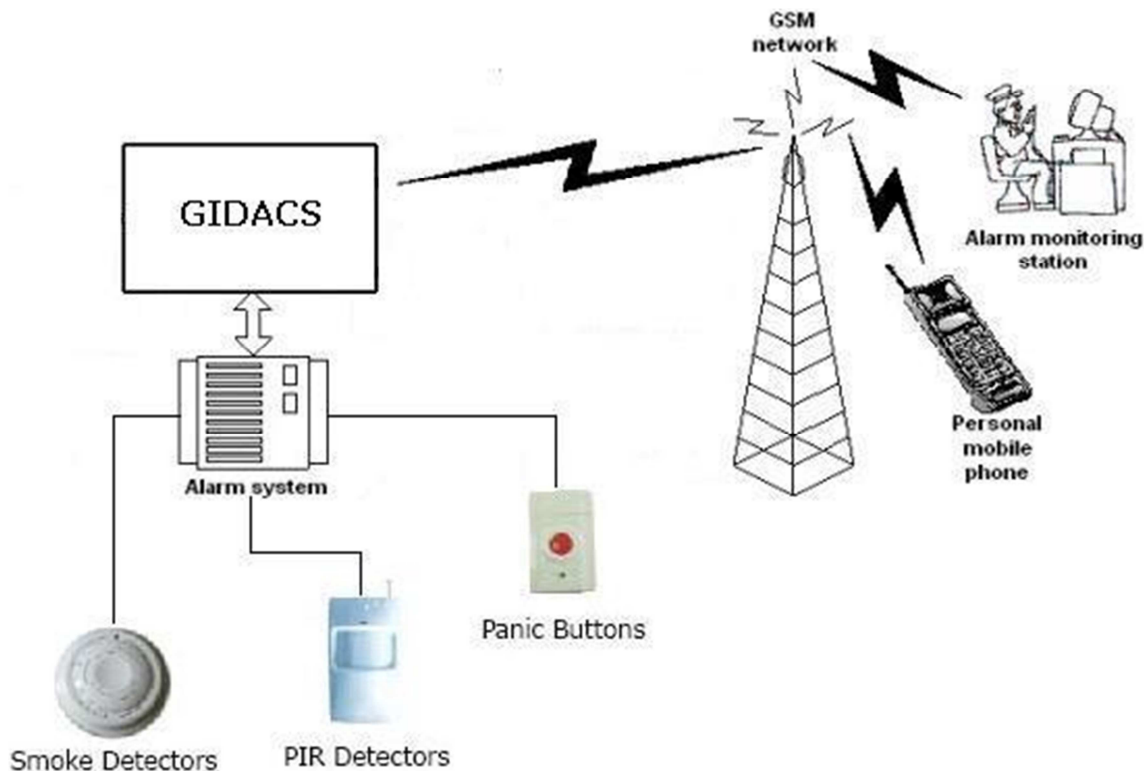 GSM
network
GIDACS
Alarm monitoring
station
Personal
mobile
phone
Alarm system
Panic Buttons
Smoke Detectors
PIR Detectors